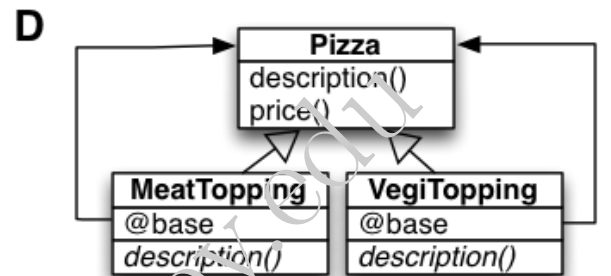 D
Pizza
description()
price()
MeatTopping
VegiTopping
@base
@base
description()
description()